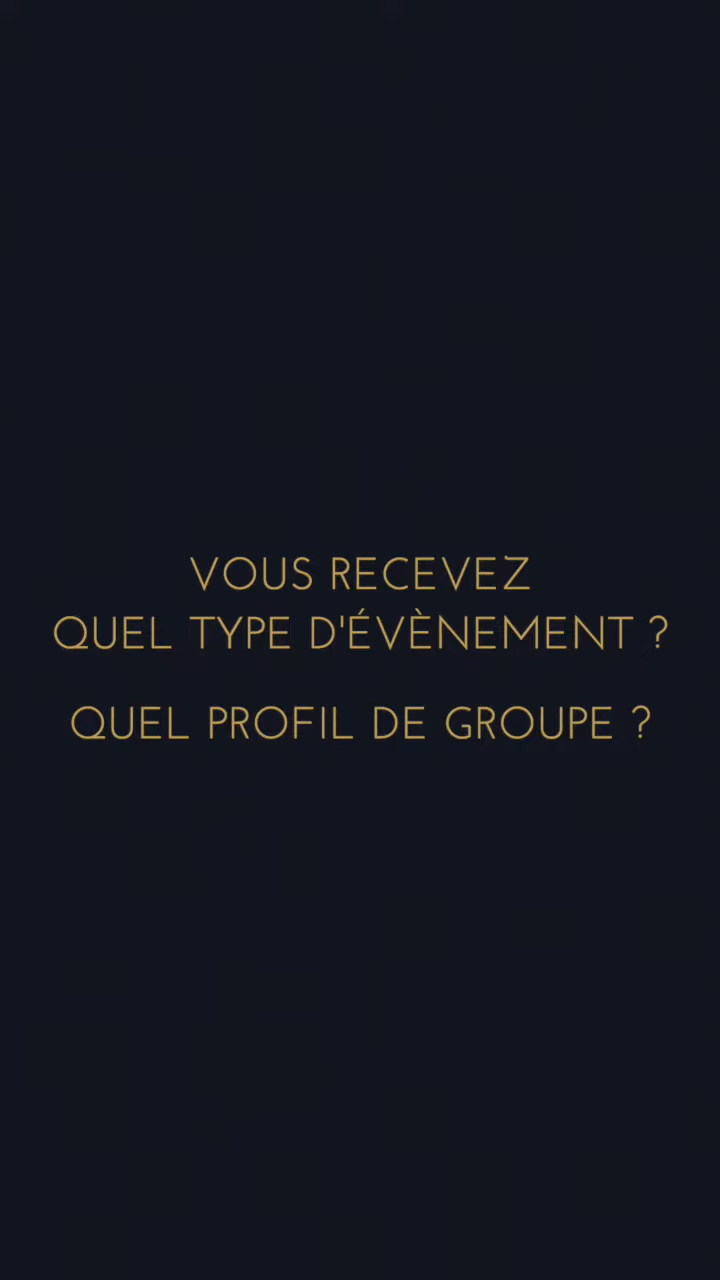 VOUS RECEVEZ
QUEL TYPE D'ÉVÈNEMENT ?
QUEL PROFIL DE GROUPE ?